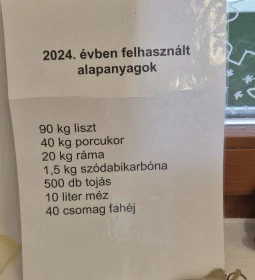 2024. évben felhasznált
alapanyagok
90 kg liszt
40 kg porcukor
20 kg ráma
1,5 kg szódabikarbóna
500 db tojás
10 liter méz
40 csomag fahéj